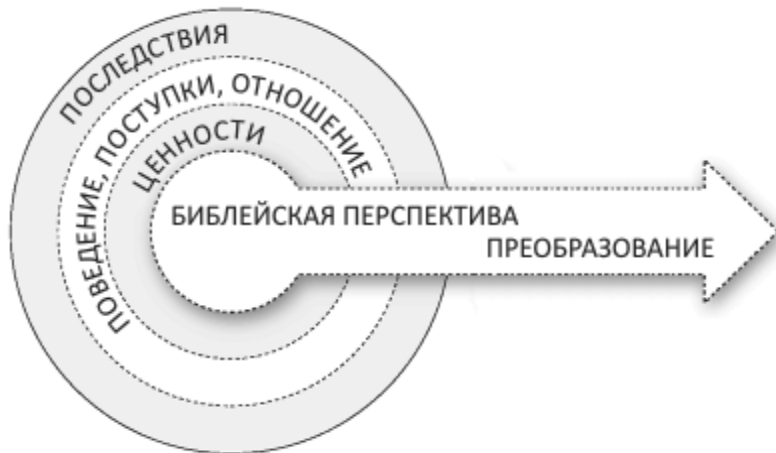 ПОСЛЕДСТВИЯ
ПОВЕДЕНИЕ, ПОСТУПКИ, ОТНОШЕНИЕ
ЦЕННОСТИ
БИБЛЕЙСКАЯ ПЕРСПЕКТИВА
ПРЕОБРАЗОВАНИЕ